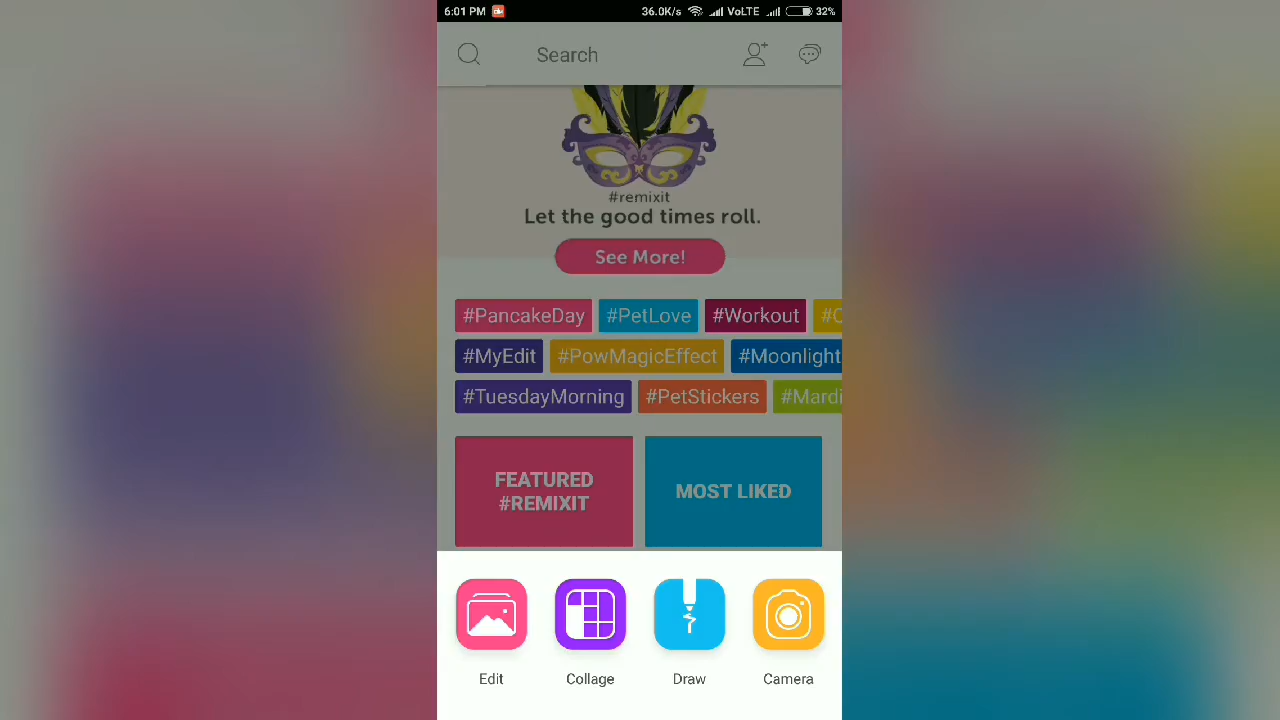 6:01 PM 36.0K/s VoLTE 32%
Search
#remixit
Let the good times roll.
See More!
#PancakeDay #PetLove #Workout
#MyEdit #PowMagicEffect #Moonlight
#TuesdayMorning #PetStickers #Mardi
FEATURED
#REMIXIT
MOST LIKED
Edit Collage Draw Camera